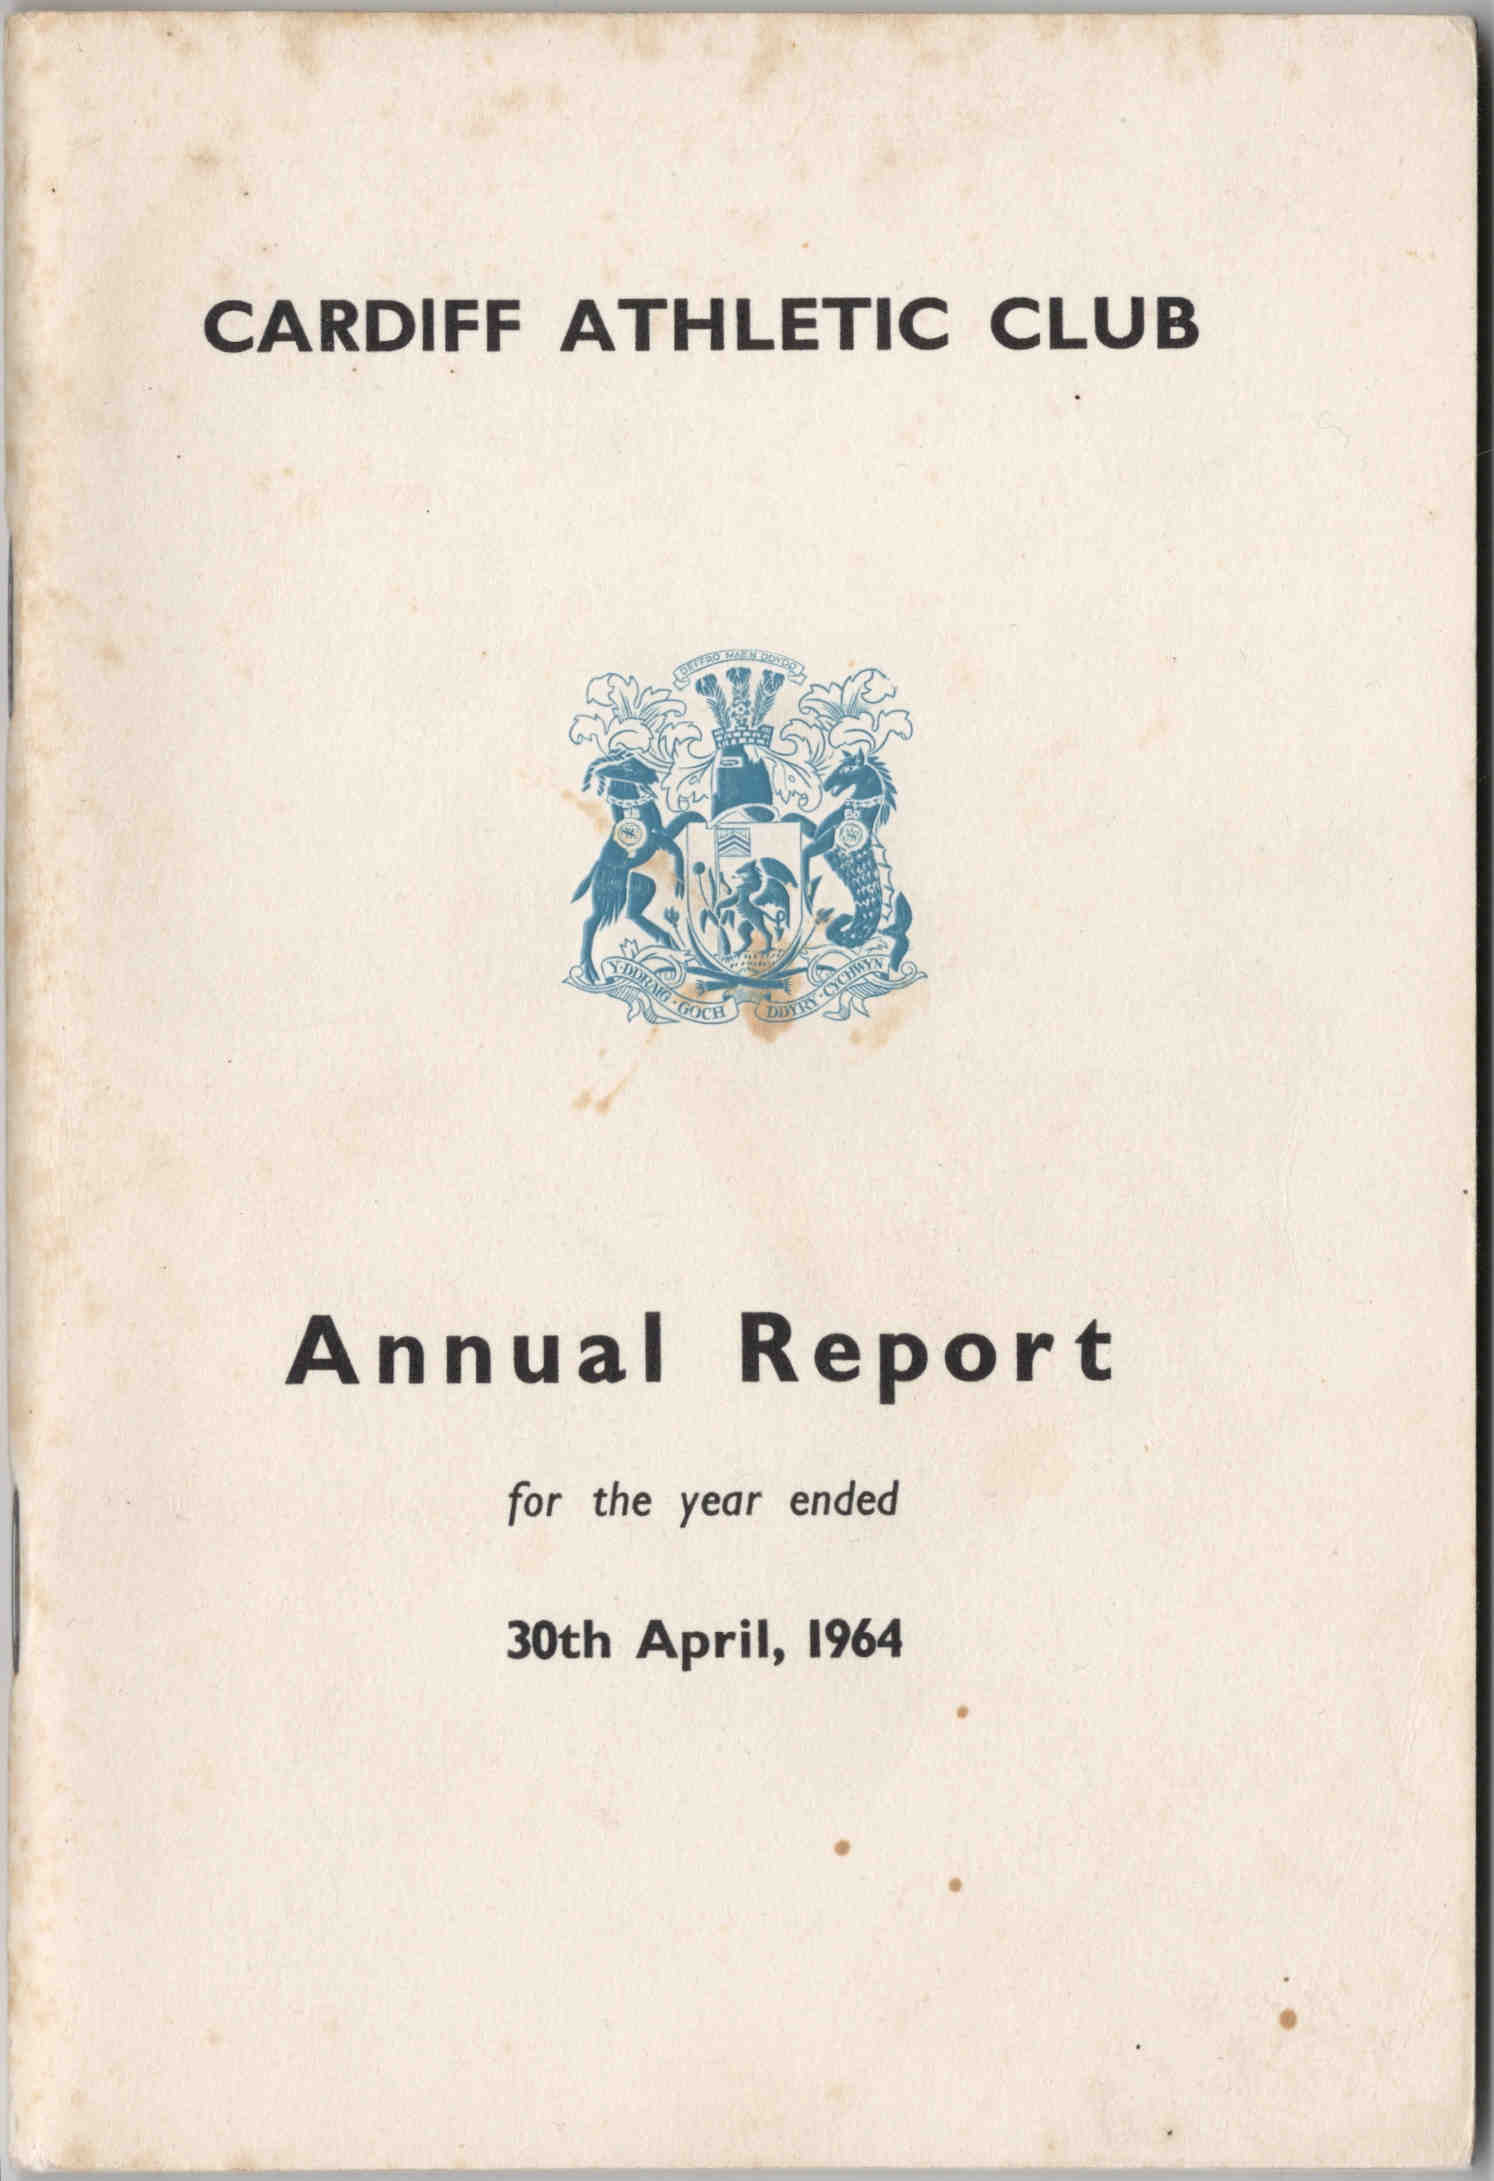 CARDIFF ATHLETIC CLUB
DEFFRO MAE'N DDYDD
Y·DDRAIG·GOCH DDYRY·CYCHWYN
Annual Report
for the year ended
30th April, 1964